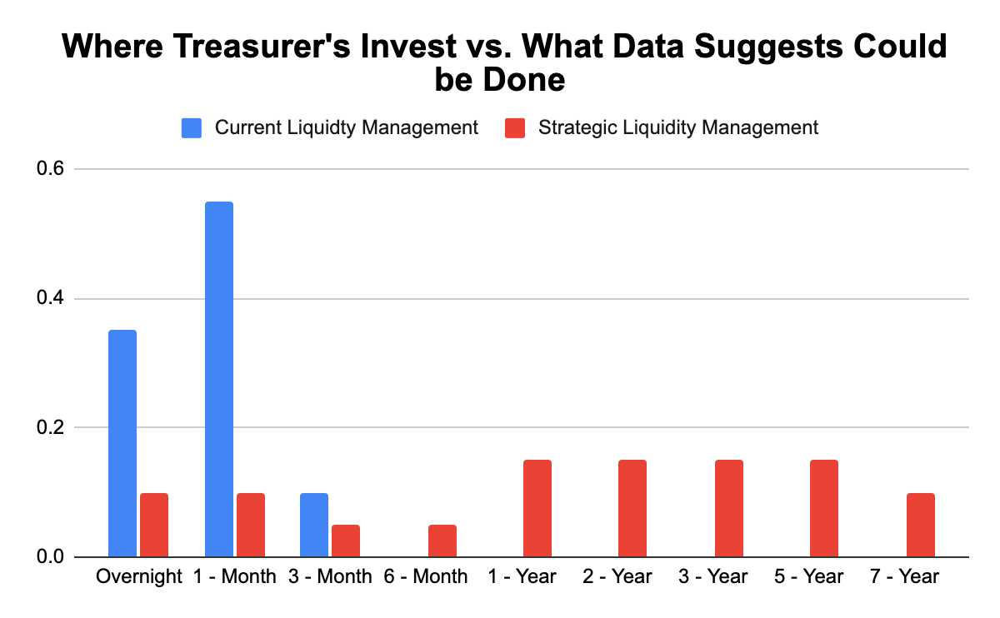 Where Treasurer's Invest vs. What Data Suggests Could
be Done
Current Liquidty Management
Strategic Liquidity Management
0.6
0.4
0.2
0.0
Overnight
1 - Month
3 - Month
6 - Month
1 - Year
2 - Year
3 - Year
5 - Year
7 - Year